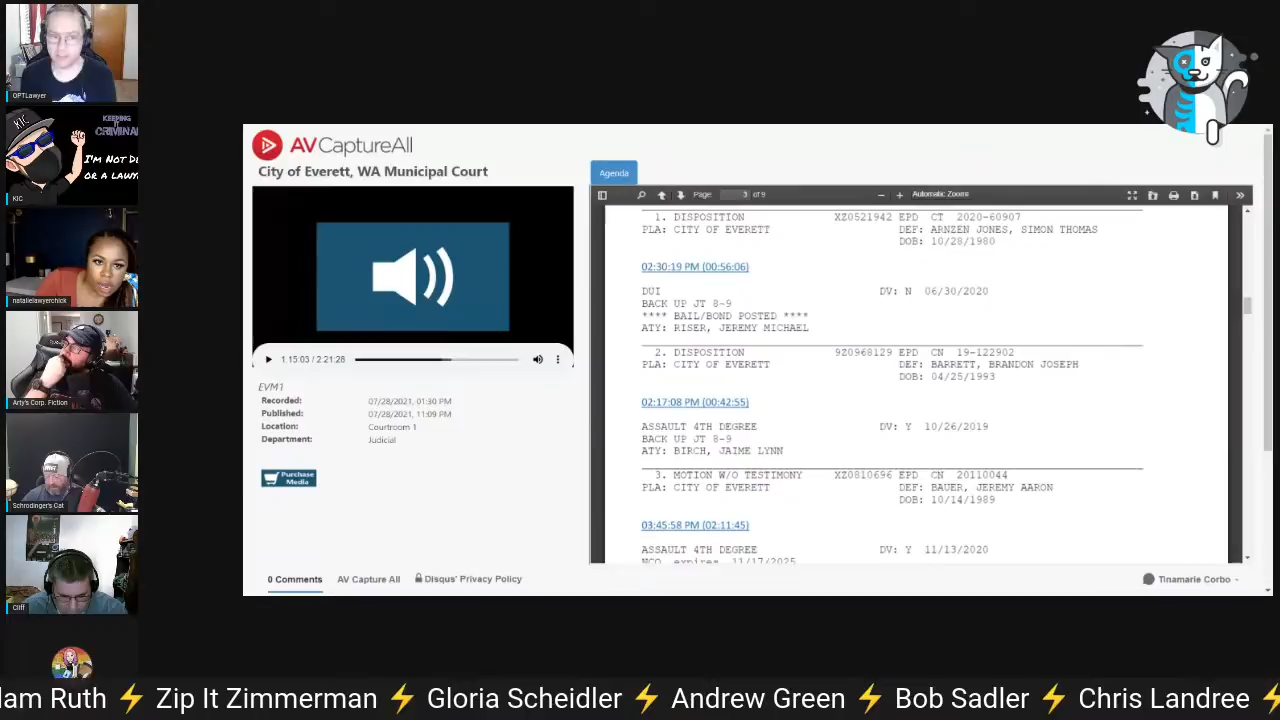 OPTLawyer
KEEPING
IT
CRIMINA
KIC
I'M NOT DE
OR A LAWY
KIC
natalielawyerchick
Arty's Corp. Fiction
Schrodinger's Cat
Cliff
AVCaptureAll
City of Everett, WA Municipal Court
1:15:03 / 2:21:28
EVM1
Recorded: 07/28/2021, 01:30 PM
Published: 07/28/2021, 11:09 PM
Location: Courtroom 1
Department: Judicial
Purchase
Media
Agenda
Page: 3 of 9
Automatic Zoom
1. DISPOSITION XZ0521942 EPD CT 2020-60907
PLA: CITY OF EVERETT DEF: ARNZEN JONES, SIMON THOMAS
DOB: 10/28/1980
02:30:19 PM (00:56:06)
DUI DV: N 06/30/2020
BACK UP JT 8-9
**** BAIL/BOND POSTED ****
ATY: RISER, JEREMY MICHAEL
2. DISPOSITION 9Z0968129 EPD CN 19-122902
PLA: CITY OF EVERETT DEF: BARRETT, BRANDON JOSEPH
DOB: 04/25/1993
02:17:08 PM (00:42:55)
ASSAULT 4TH DEGREE DV: Y 10/26/2019
BACK UP JT 8-9
ATY: BIRCH, JAIME LYNN
3. MOTION W/O TESTIMONY XZ0810696 EPD CN 20110044
PLA: CITY OF EVERETT DEF: BAUER, JEREMY AARON
DOB: 10/14/1989
03:45:58 PM (02:11:45)
ASSAULT 4TH DEGREE DV: Y 11/13/2020
NCO expires 11/17/2025
0 Comments AV Capture All Disqus' Privacy Policy Tinamarie Corbo
lam Ruth ⚡ Zip It Zimmerman ⚡ Gloria Scheidler ⚡ Andrew Green ⚡ Bob Sadler ⚡ Chris Landree ⚡